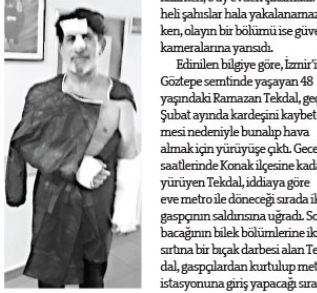 heli şahıslar hala yakalanamaz
ken, olayın bir bölümü ise güve
kameralarına yansıdı.
Edinilen bilgiye göre, İzmir'i
Göztepe semtinde yaşayan 48
yaşındaki Ramazan Tekdal, geç
Şubat ayında kardeşini kaybet
mesi nedeniyle bunalıp hava
almak için yürüyüşe çıktı. Gece
saatlerinde Konak ilçesine kada
yürüyen Tekdal, iddiaya göre
eve metro ile döneceği sırada ik
gaspçının saldırısına uğradı. So
bacağının bilek bölümlerine iki
sırtına bir bıçak darbesi alan Te
dal, gaspçılardan kurtulup met
istasyonuna giriş yapacağı sıra